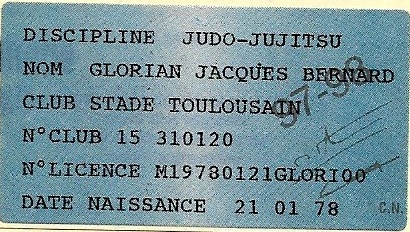 DISCIPLINE JUDO-JUJITSU
NOM GLORIAN JACQUES BERNARD
CLUB STADE TOULOUSAIN
97-98
N°CLUB 15 310120
N°LICENCE M19780121GLORI00
DATE NAISSANCE 21 01 78
C.N.